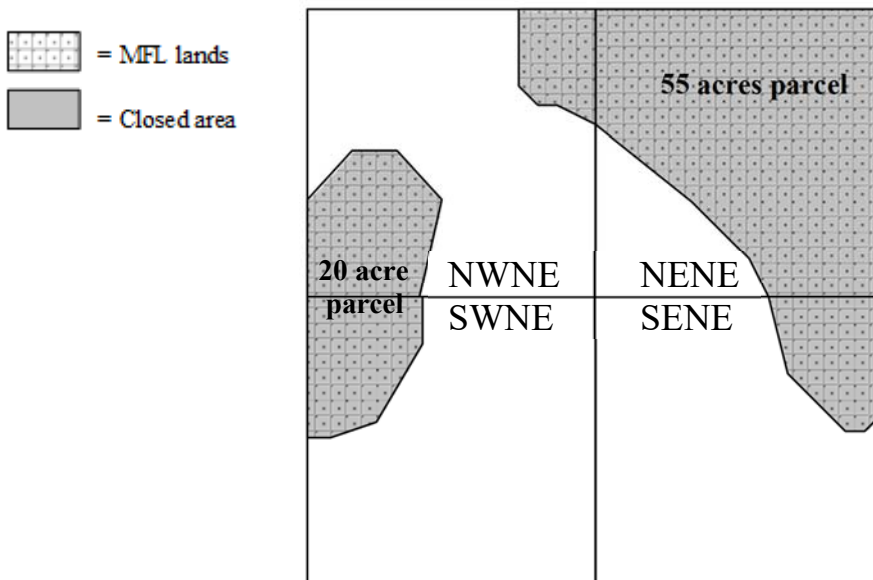 = MFL lands
= Closed area
55 acres parcel
20 acre
parcel
NWNE
NENE
SWNE
SENE